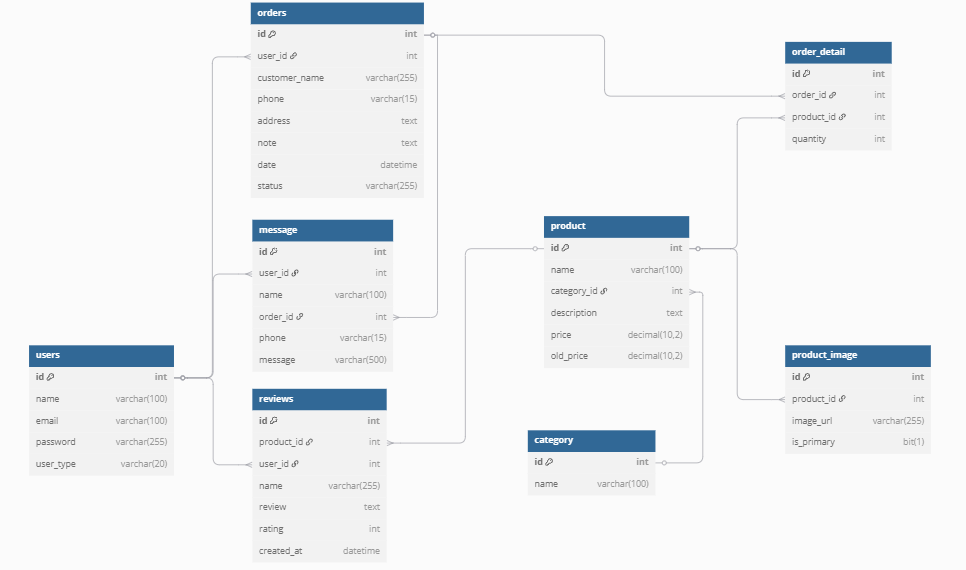 orders
id int
user_id int
customer_name varchar(255)
phone varchar(15)
address text
note text
date datetime
status varchar(255)
order_detail
id int
order_id int
product_id int
quantity int
message
id int
user_id int
name varchar(100)
order_id int
phone varchar(15)
message varchar(500)
product
id int
name varchar(100)
category_id int
description text
price decimal(10,2)
old_price decimal(10,2)
users
id int
name varchar(100)
email varchar(100)
password varchar(255)
user_type varchar(20)
reviews
id int
product_id int
user_id int
name varchar(255)
review text
rating int
created_at datetime
category
id int
name varchar(100)
product_image
id int
product_id int
image_url varchar(255)
is_primary bit(1)